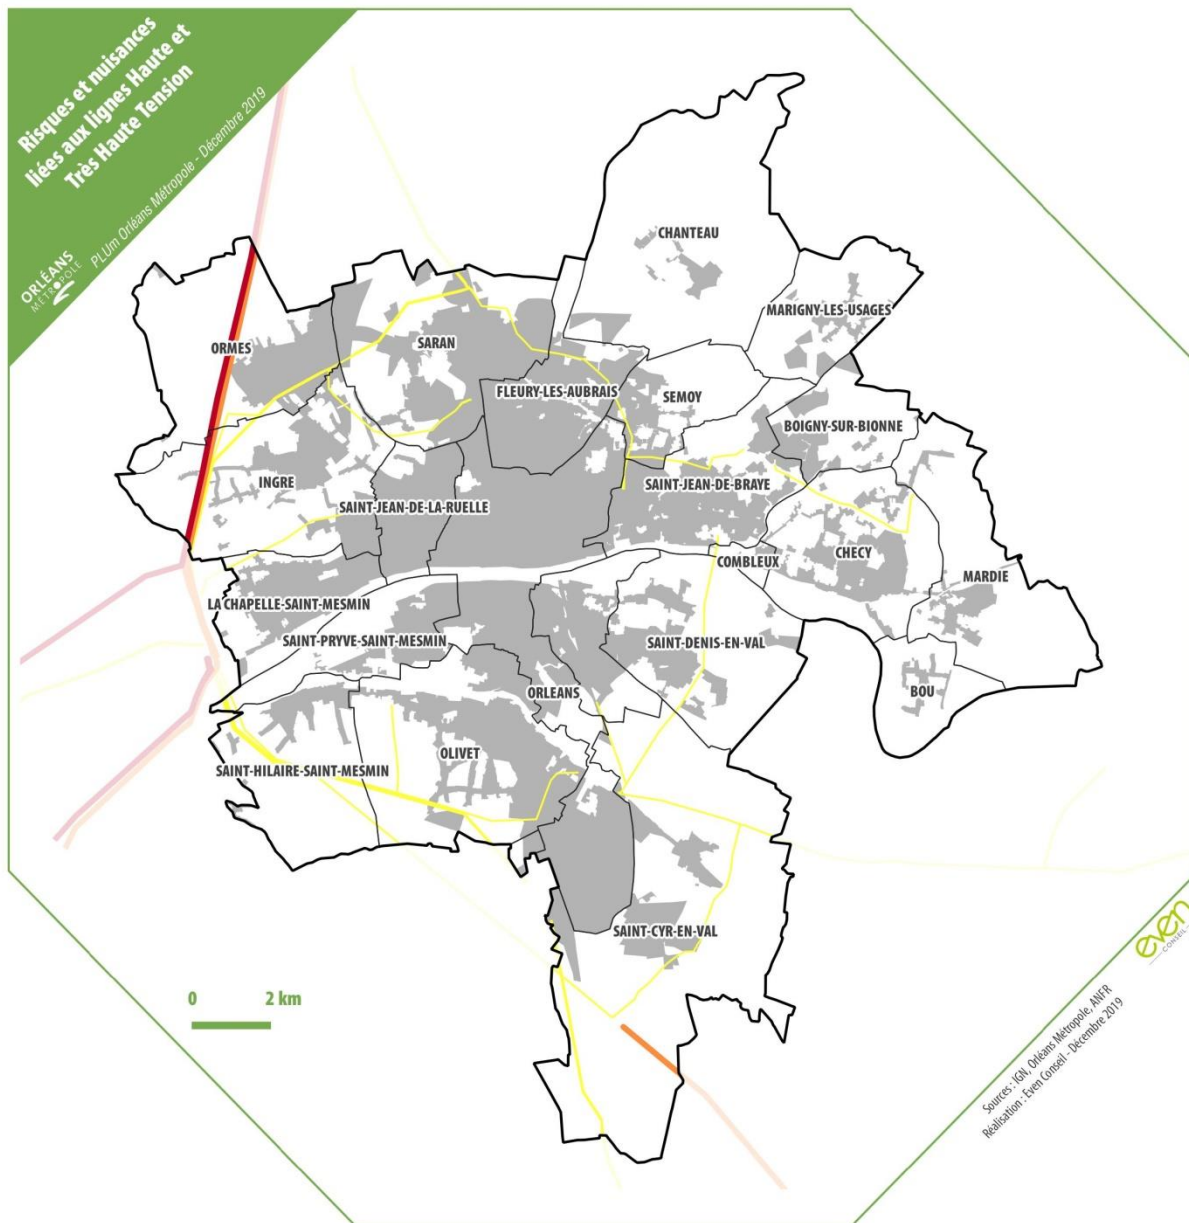 Risques et nuisances
liées aux lignes Haute et
Très Haute Tension
PLUm Orléans Métropole - Décembre 2019
ORLÉANS
MÉTROPOLE
CHANTEAU
MARIGNY-LES-USAGES
ORMES
SARAN
FLEURY-LES-AUBRAIS
SEMOY
BOIGNY-SUR-BIONNE
INGRE
SAINT-JEAN-DE-LA-RUELLE
SAINT-JEAN-DE-BRAYE
CHECY
COMBLEUX
MARDIE
LA CHAPELLE-SAINT-MESMIN
SAINT-PRYVE-SAINT-MESMIN
SAINT-DENIS-EN-VAL
ORLEANS
BOU
OLIVET
SAINT-HILAIRE-SAINT-MESMIN
SAINT-CYR-EN-VAL
0 2 km
even
CONSEIL
Sources : IGN, Orléans Métropole, ANFR
Réalisation : Even Conseil - Décembre 2019